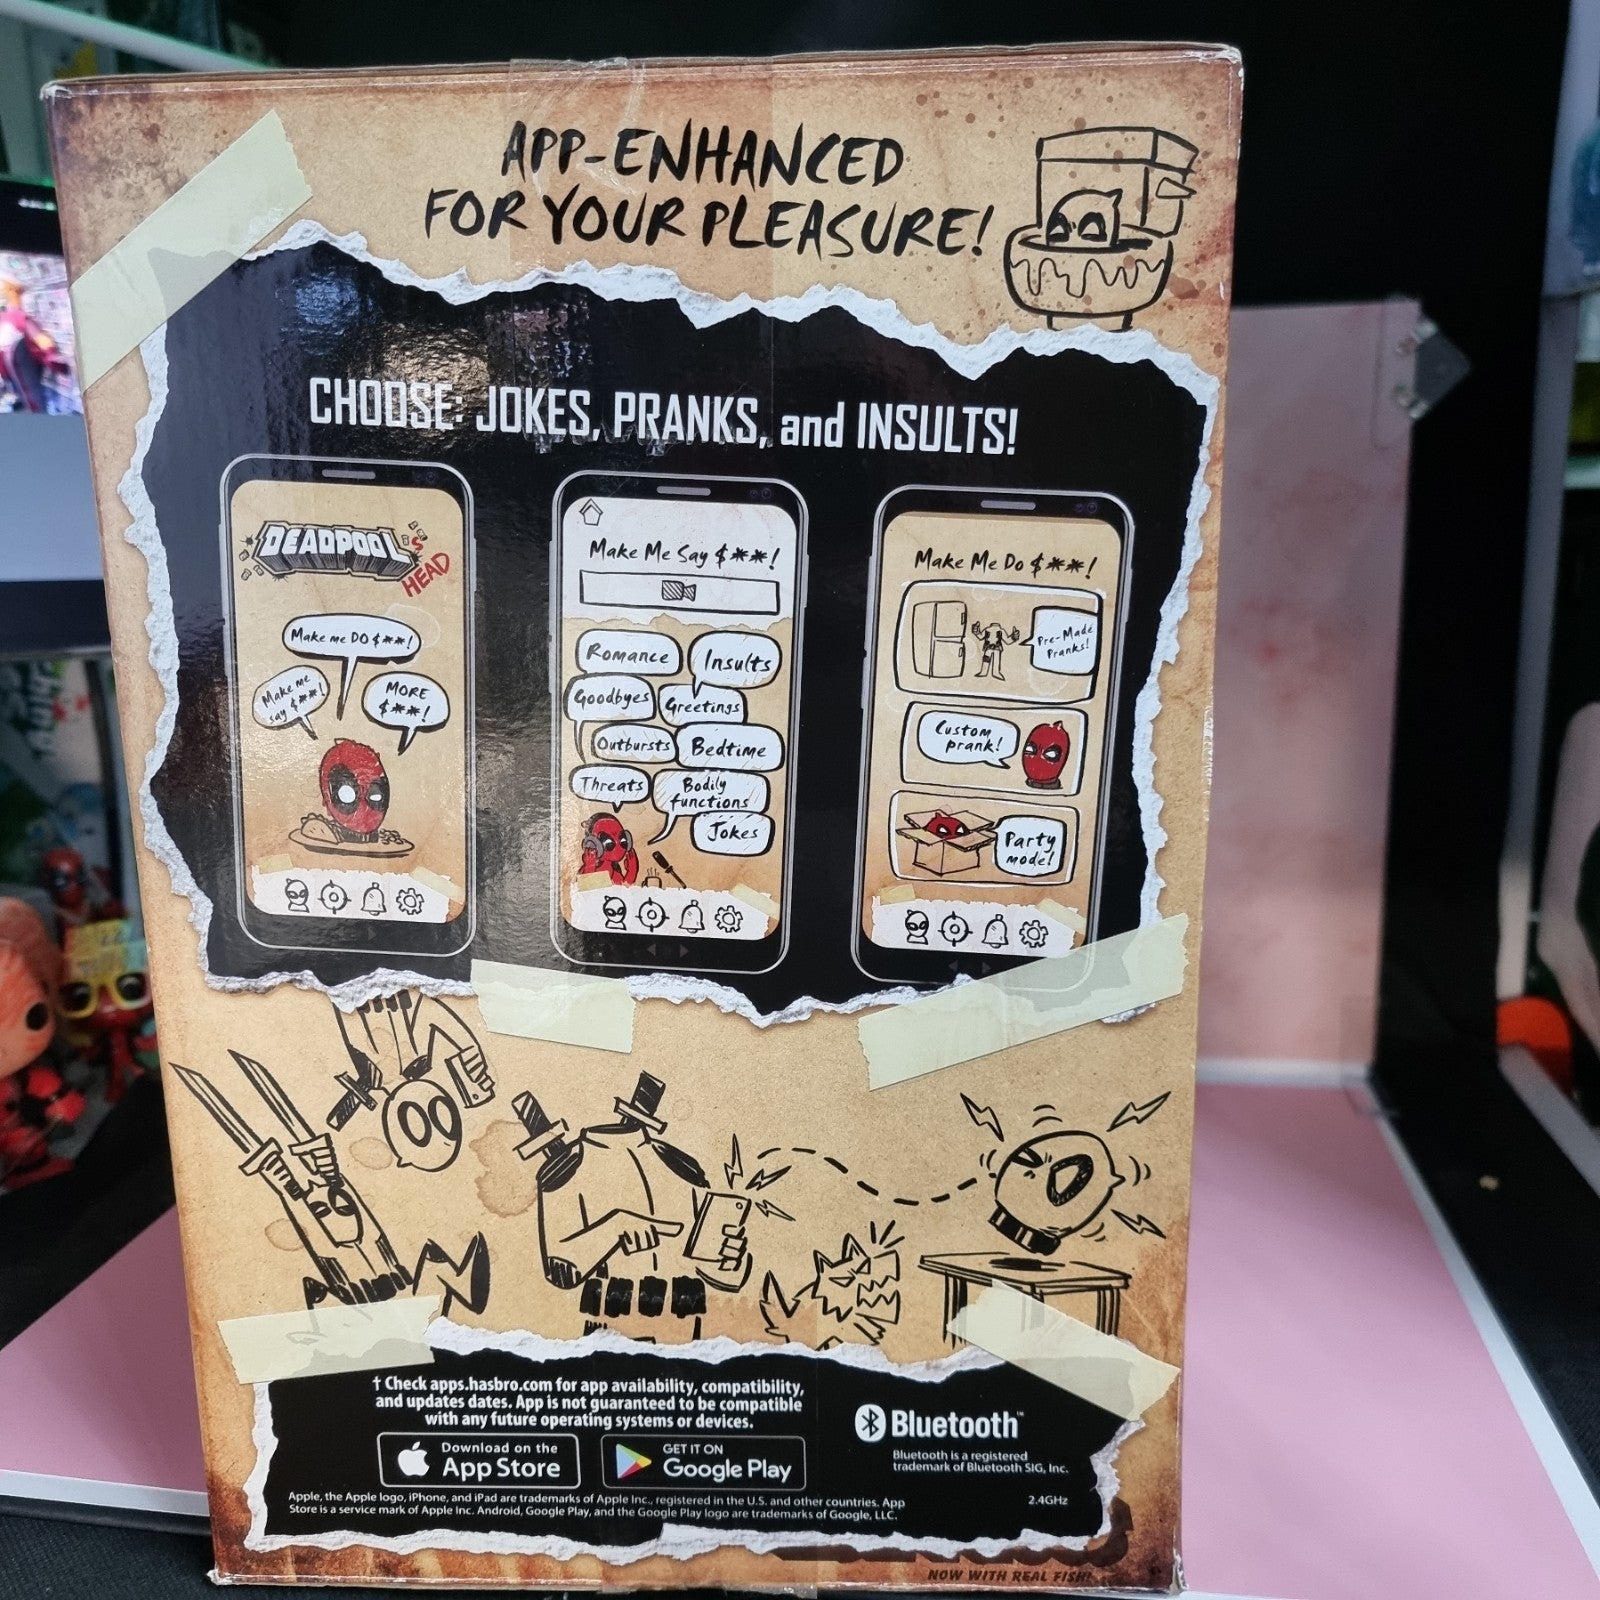 APP-ENHANCED
FOR YOUR PLEASURE!
CHOOSE: JOKES, PRANKS, and INSULTS!
DEADPOOL'S
HEAD
Make me DO $**!
Make me
say $**!
MORE
$**!
Make Me Say $**!
Romance
Insults
Goodbyes
Greetings
Outbursts
Bedtime
Threats
Bodily
functions
Jokes
Make Me Do $**!
Pre-Made
Pranks!
Custom
prank!
Party
mode!
† Check apps.hasbro.com for app availability, compatibility,
and updates dates. App is not guaranteed to be compatible
with any future operating systems or devices.
Download on the
App Store
GET IT ON
Google Play
Bluetooth™
Bluetooth is a registered
trademark of Bluetooth SIG, Inc.
Apple, the Apple logo, iPhone, and iPad are trademarks of Apple Inc., registered in the U.S. and other countries. App
Store is a service mark of Apple Inc. Android, Google Play, and the Google Play logo are trademarks of Google, LLC.
2.4GHz
NOW WITH REAL FISH!